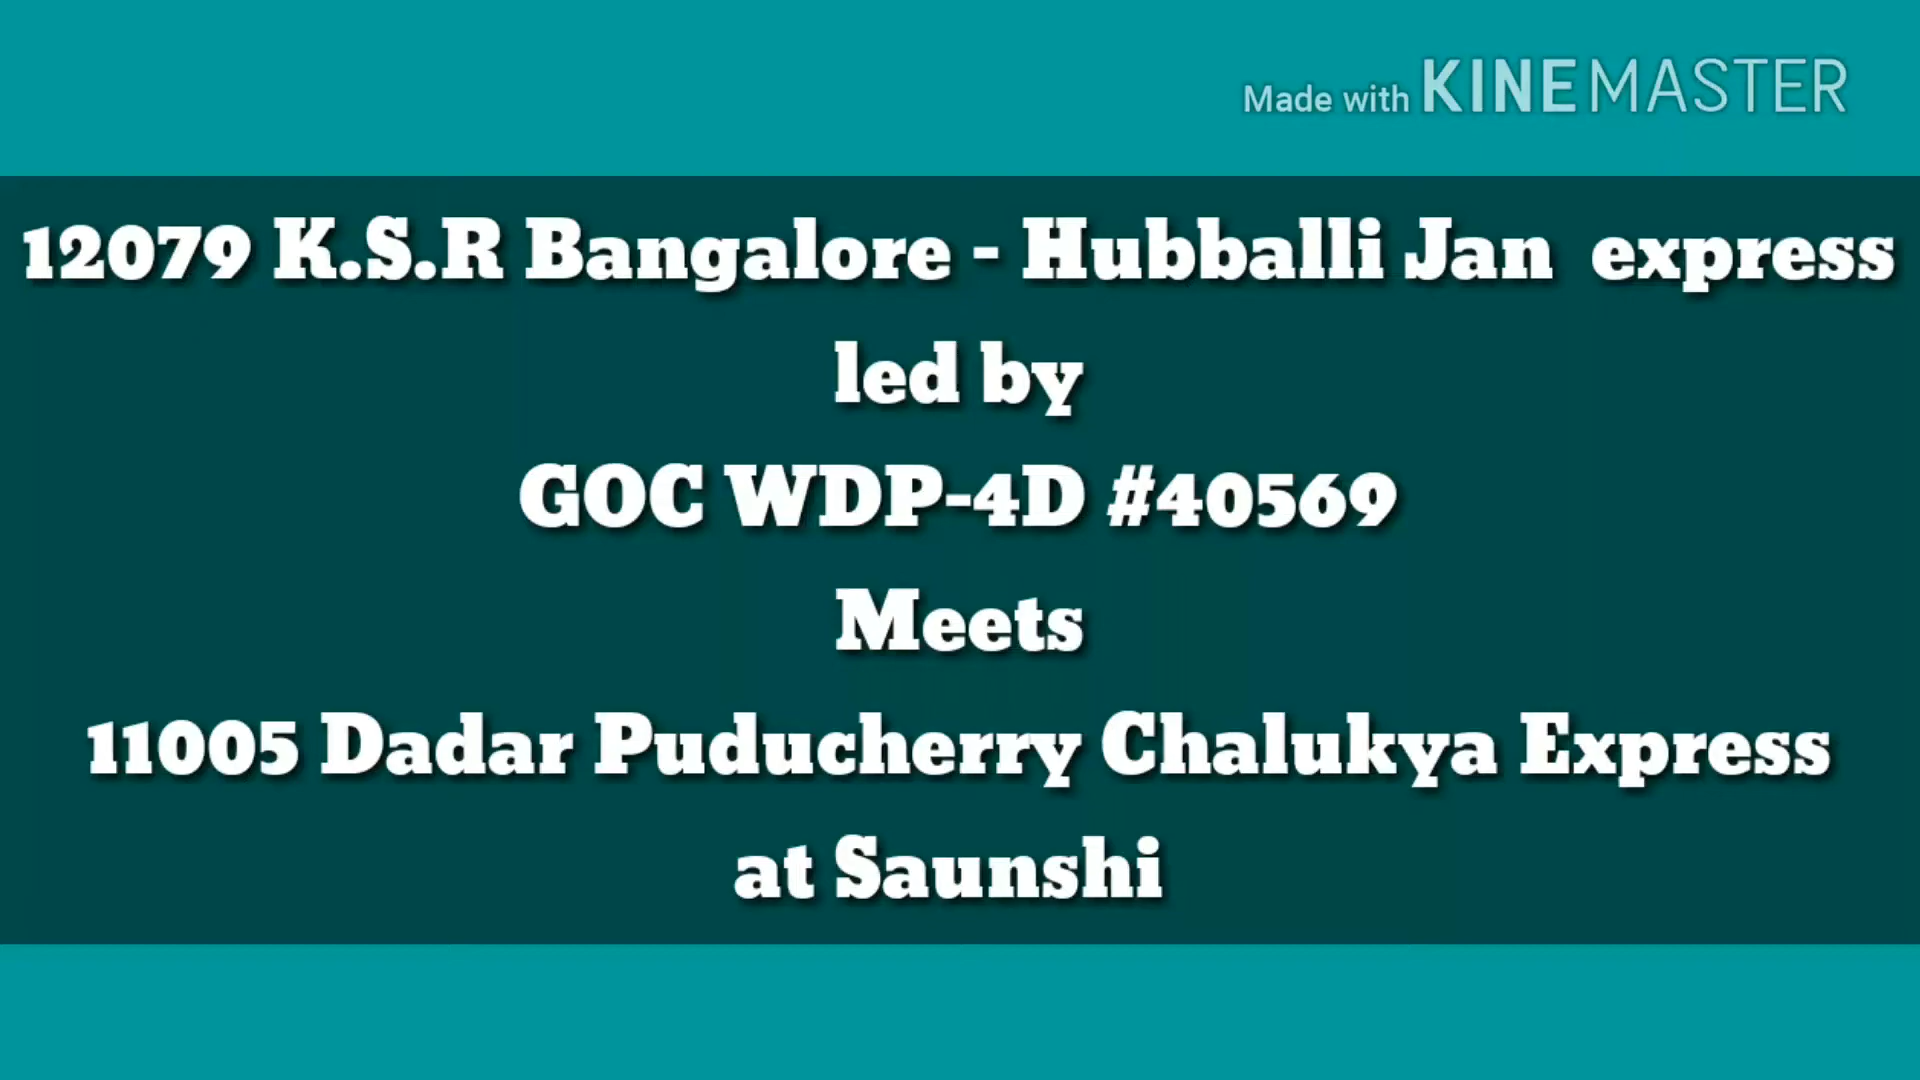 Made with KINEMASTER
12079 K.S.R Bangalore - Hubballi Jan express
led by
GOC WDP-4D #40569
Meets
11005 Dadar Puducherry Chalukya Express
at Saunshi